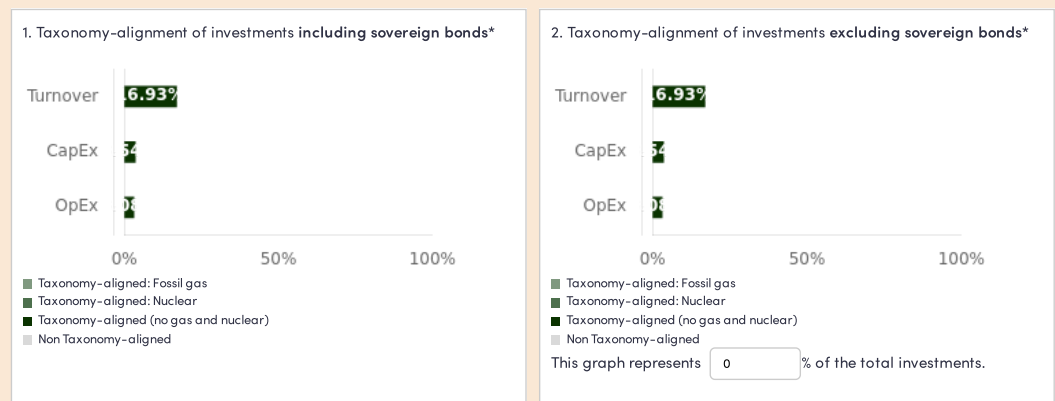 1. Taxonomy-alignment of investments including sovereign bonds*
Turnover
6.93%
CapEx
54
OpEx
0% 50% 100%
Taxonomy-aligned: Fossil gas
Taxonomy-aligned: Nuclear
Taxonomy-aligned (no gas and nuclear)
Non Taxonomy-aligned
2. Taxonomy-alignment of investments excluding sovereign bonds*
Turnover
6.93%
CapEx
54
OpEx
0% 50% 100%
Taxonomy-aligned: Fossil gas
Taxonomy-aligned: Nuclear
Taxonomy-aligned (no gas and nuclear)
Non Taxonomy-aligned
This graph represents 0 % of the total investments.